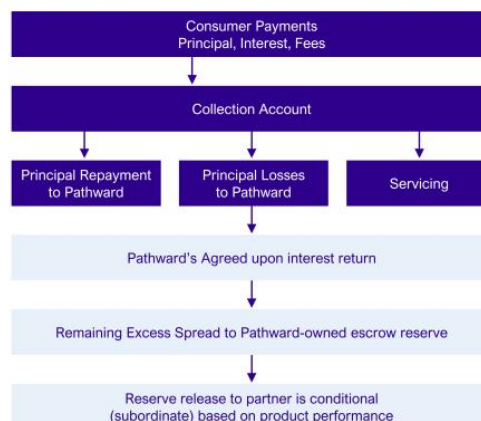 Consumer Payments
Principal, Interest, Fees
Collection Account
Principal Repayment
to Pathward
Principal Losses
to Pathward
Servicing
Pathward's Agreed upon interest return
Remaining Excess Spread to Pathward-owned escrow reserve
Reserve release to partner is conditional
(subordinate) based on product performance